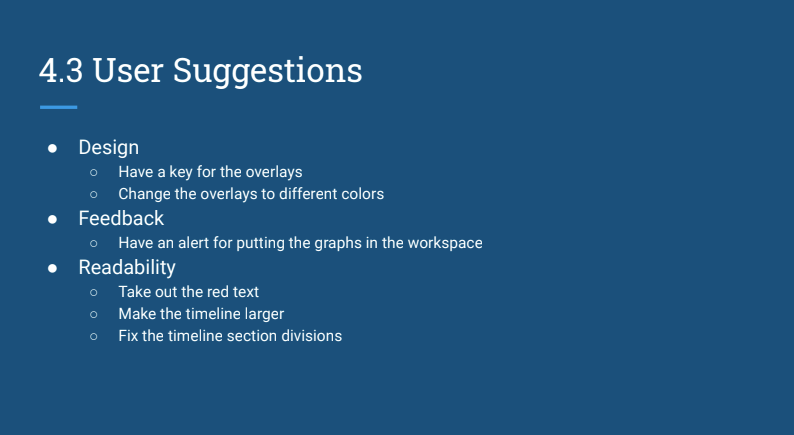 4.3 User Suggestions
● Design
○ Have a key for the overlays
○ Change the overlays to different colors
● Feedback
○ Have an alert for putting the graphs in the workspace
● Readability
○ Take out the red text
○ Make the timeline larger
○ Fix the timeline section divisions